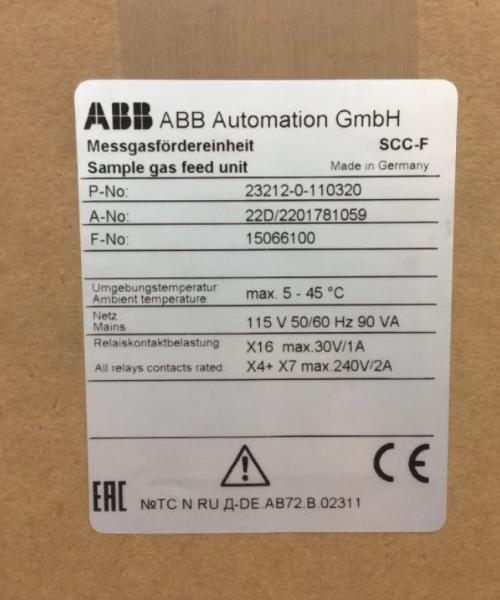 ABB ABB Automation GmbH
Messgasfördereinheit SCC-F
Sample gas feed unit Made in Germany
P-No: 23212-0-110320
A-No: 22D/2201781059
F-No: 15066100
Umgebungstemperatur:
Ambient temperature max. 5 - 45 °C
Netz
Mains 115 V 50/60 Hz 90 VA
Relaiskontaktbelastung: X16 max.30V/1A
All relays contacts rated: X4+ X7 max.240V/2A
CE
EAC №TC N RU Д-DE.AB72.B.02311